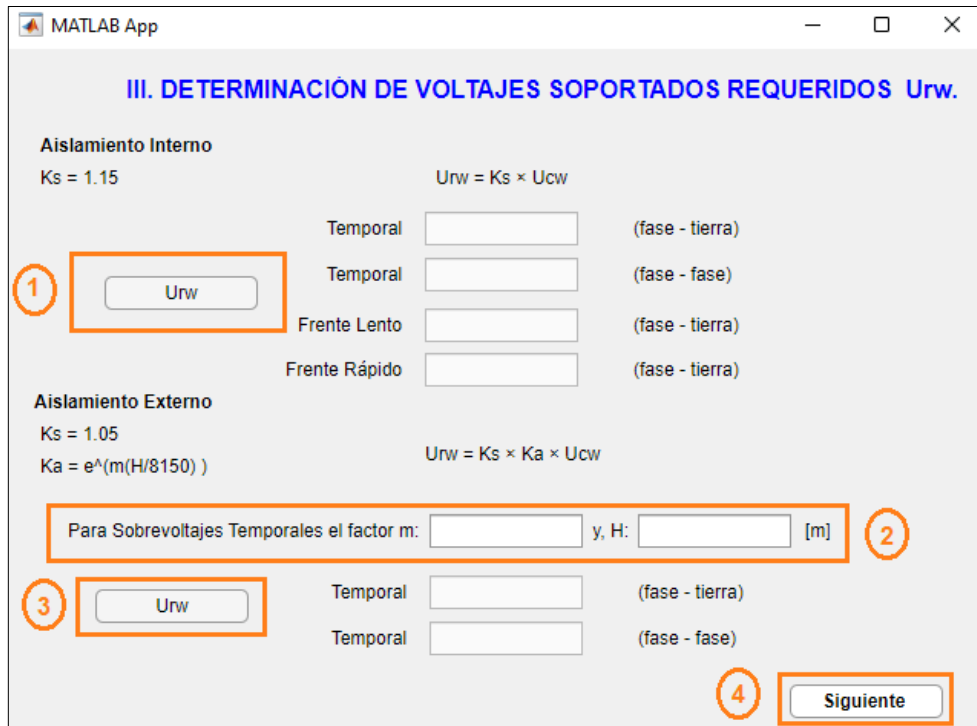 MATLAB App
III. DETERMINACIÓN DE VOLTAJES SOPORTADOS REQUERIDOS Urw.
Aislamiento Interno
Ks = 1.15 Urw = Ks × Ucw
Temporal (fase - tierra)
1 Urw Temporal (fase - fase)
Frente Lento (fase - tierra)
Frente Rápido (fase - tierra)
Aislamiento Externo
Ks = 1.05
Ka = e^(m(H/8150) ) Urw = Ks × Ka × Ucw
Para Sobrevoltajes Temporales el factor m: y, H: [m] 2
3 Urw Temporal (fase - tierra)
Temporal (fase - fase)
4 Siguiente